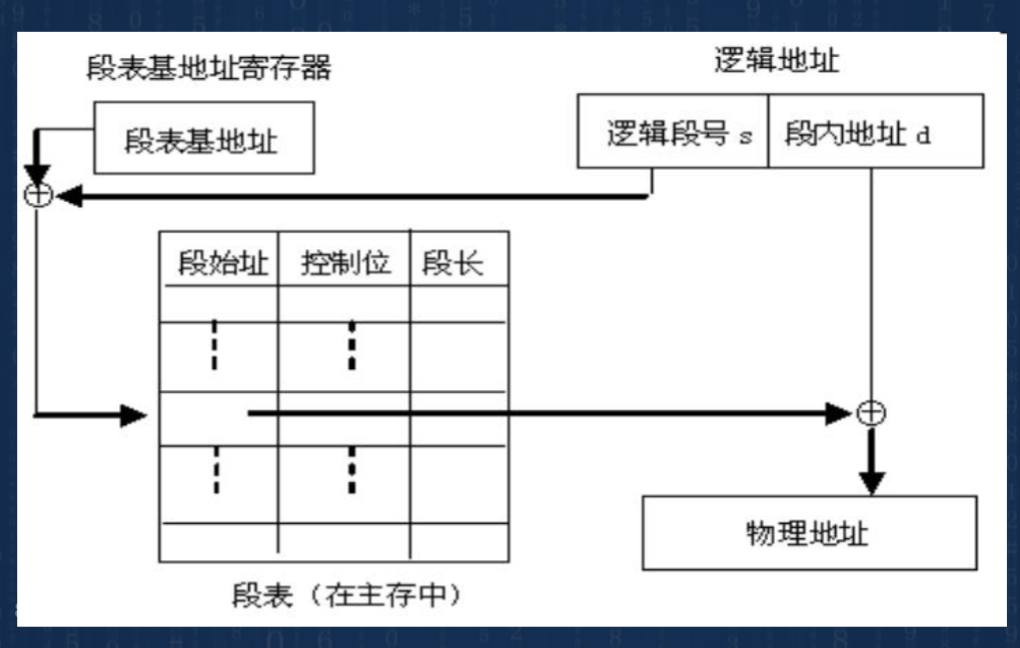 段表基地址寄存器
逻辑地址
段表基地址
逻辑段号 s
段内地址 d
段始址
控制位
段长
物理地址
段表（在主存中）